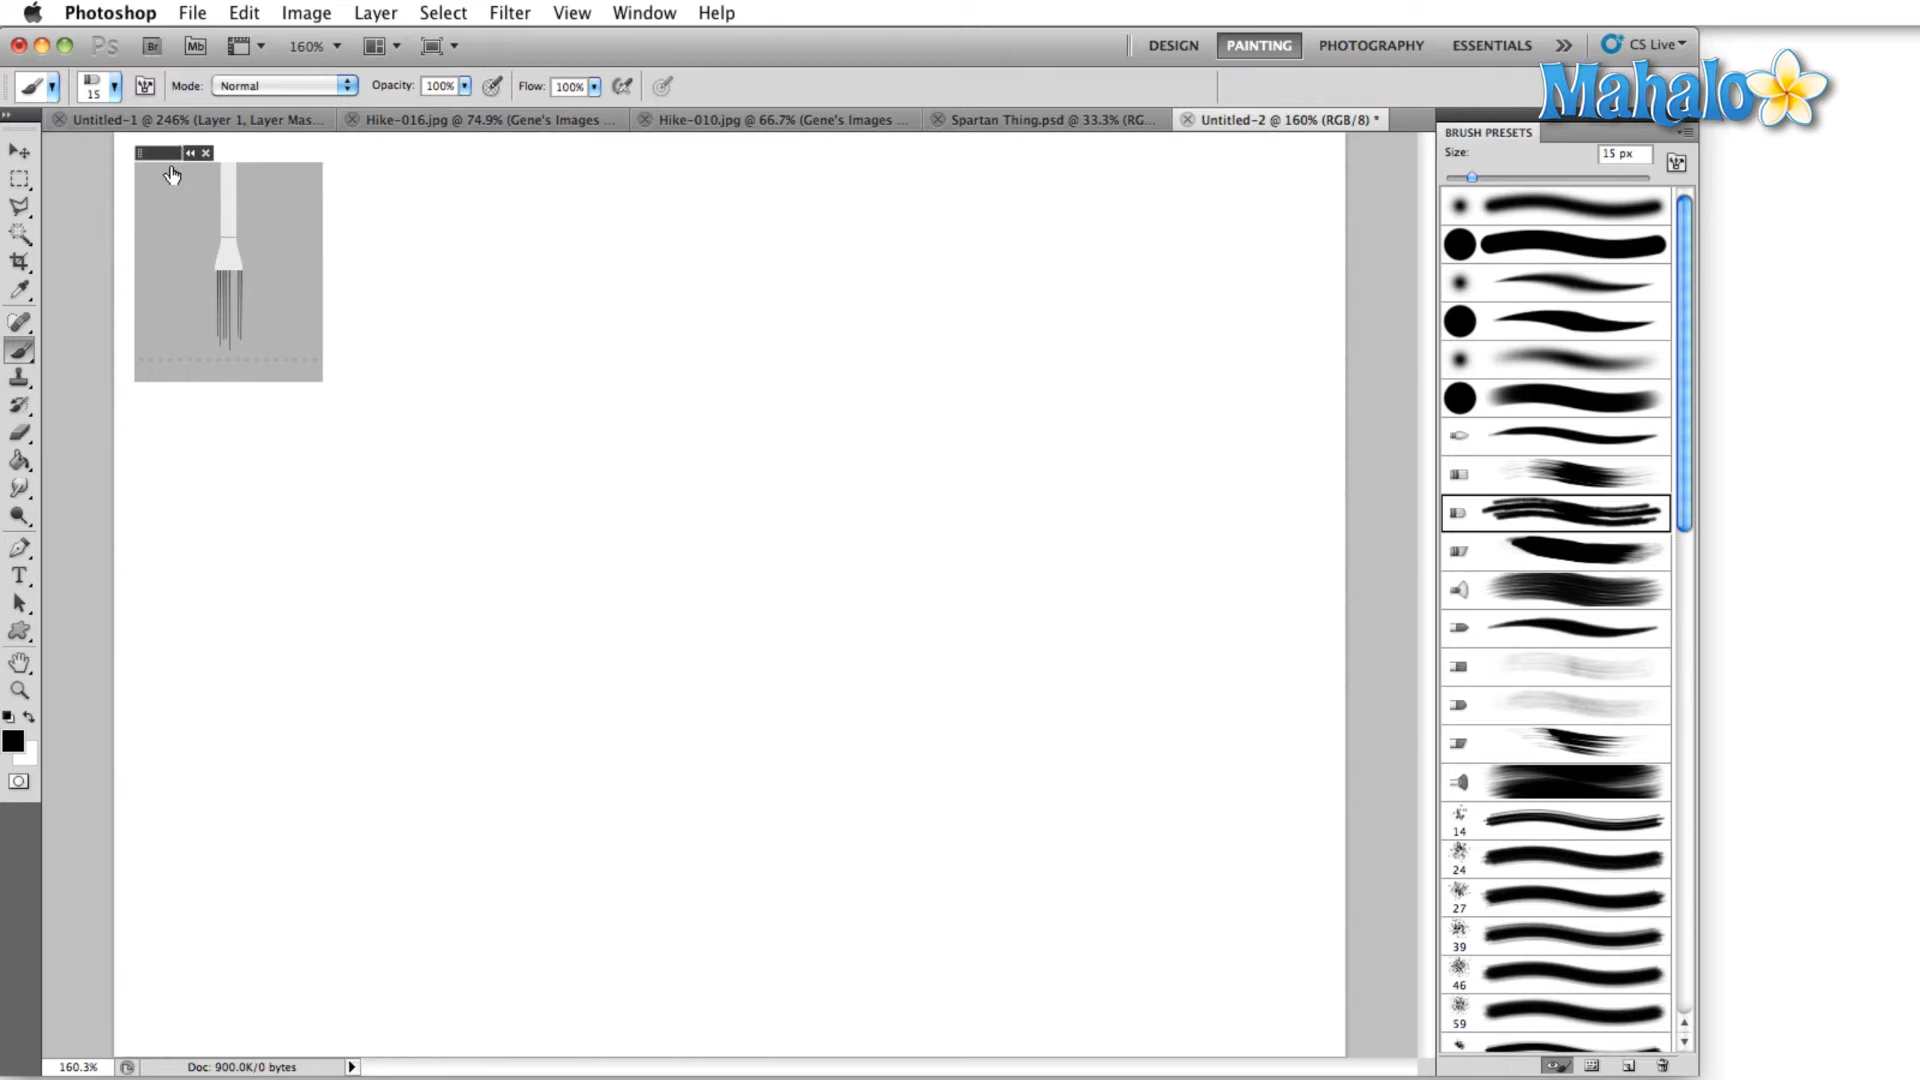 Photoshop File Edit Image Layer Select Filter View Window Help
Ps Br Mb 160% DESIGN PAINTING PHOTOGRAPHY ESSENTIALS CS Live
15 Mode: Normal Opacity: 100% Flow: 100%
Mahalo
Untitled-1 @ 246% (Layer 1, Layer Mas... Hike-016.jpg @ 74.9% (Gene's Images ... Hike-010.jpg @ 66.7% (Gene's Images ... Spartan Thing.psd @ 33.3% (RG... Untitled-2 @ 160% (RGB/8) *
BRUSH PRESETS
Size: 15 px
T
14
24
27
39
46
59
160.3% Doc: 900.0K/0 bytes